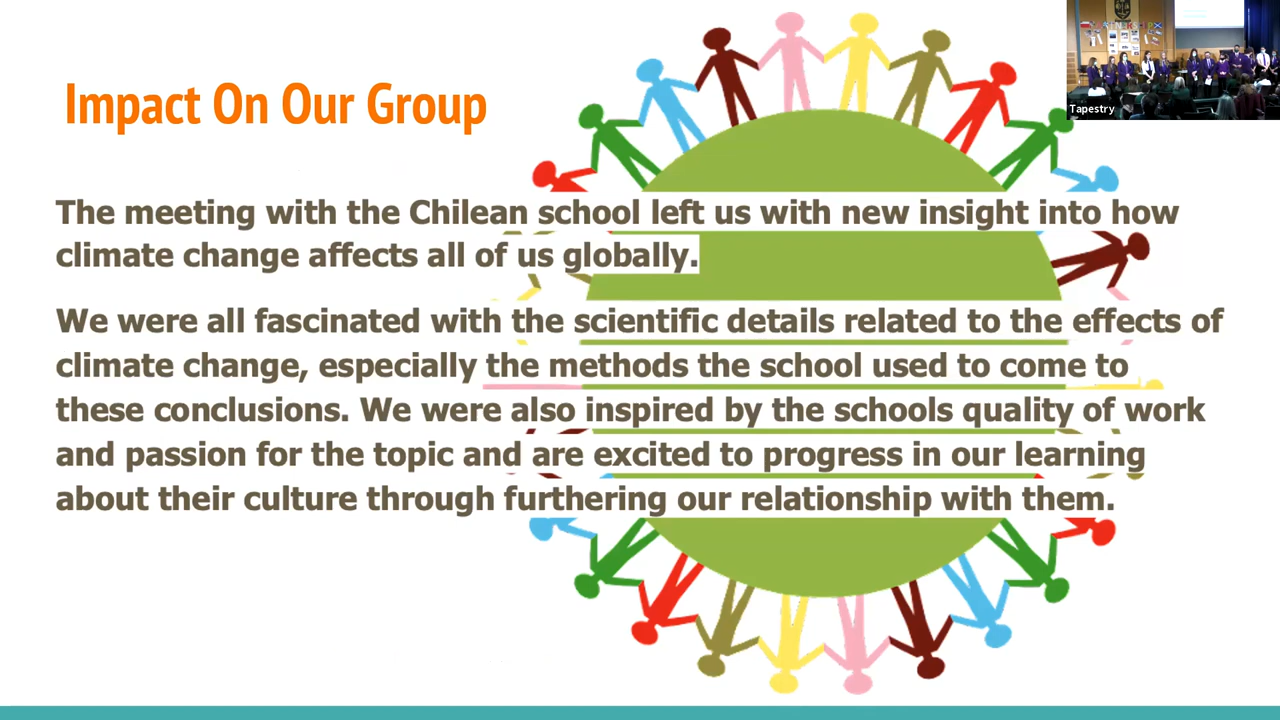 Impact On Our Group
Tapestry
The meeting with the Chilean school left us with new insight into how
climate change affects all of us globally.
We were all fascinated with the scientific details related to the effects of
climate change, especially the methods the school used to come to
these conclusions. We were also inspired by the schools quality of work
and passion for the topic and are excited to progress in our learning
about their culture through furthering our relationship with them.